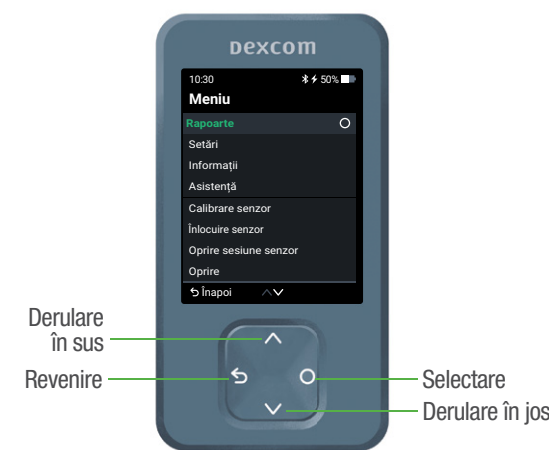 Dexcom
10:30 50%
Meniu
Rapoarte
Setări
Informații
Asistență
Calibrare senzor
Înlocuire senzor
Oprire sesiune senzor
Oprire
Înapoi
Derulare
în sus
Revenire
Selectare
Derulare în jos